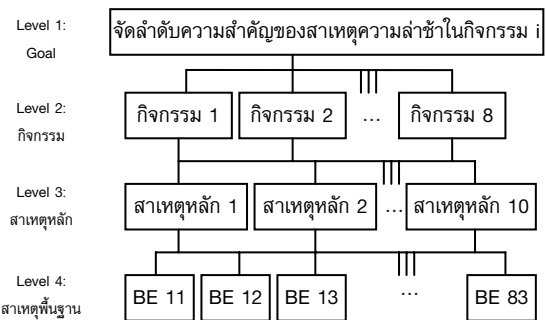 Level 1:
Goal
จัดลำดับความสำคัญของสาเหตุความล่าช้าในกิจกรรม i
Level 2:
กิจกรรม
กิจกรรม 1
กิจกรรม 2
...
กิจกรรม 8
Level 3:
สาเหตุหลัก
สาเหตุหลัก 1
สาเหตุหลัก 2
...
สาเหตุหลัก 10
Level 4:
สาเหตุพื้นฐาน
BE 11
BE 12
BE 13
...
BE 83